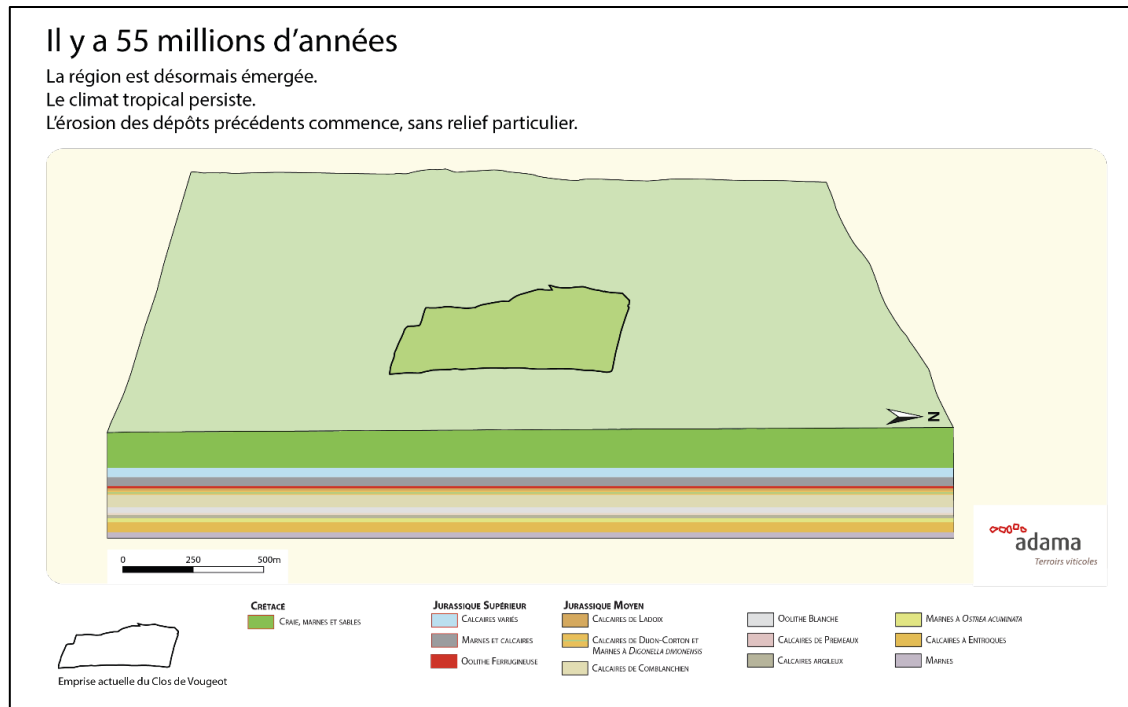 Il y a 55 millions d’années
La région est désormais émergée.
Le climat tropical persiste.
L’érosion des dépôts précédents commence, sans relief particulier.
N
0 250 500m
adama
Terroirs viticoles
Emprise actuelle du Clos de Vougeot
Crétacé
Craie, marnes et sables
Jurassique Supérieur
Calcaires variés
Marnes et calcaires
Oolithe Ferrugineuse
Jurassique Moyen
Calcaires de Ladoix
Calcaires de Dijon-Corton et
Marnes à Digonella divionensis
Calcaires de Comblanchien
Oolithe Blanche
Calcaires de Premeaux
Calcaires argileux
Marnes à Ostrea acuminata
Calcaires à Entroques
Marnes